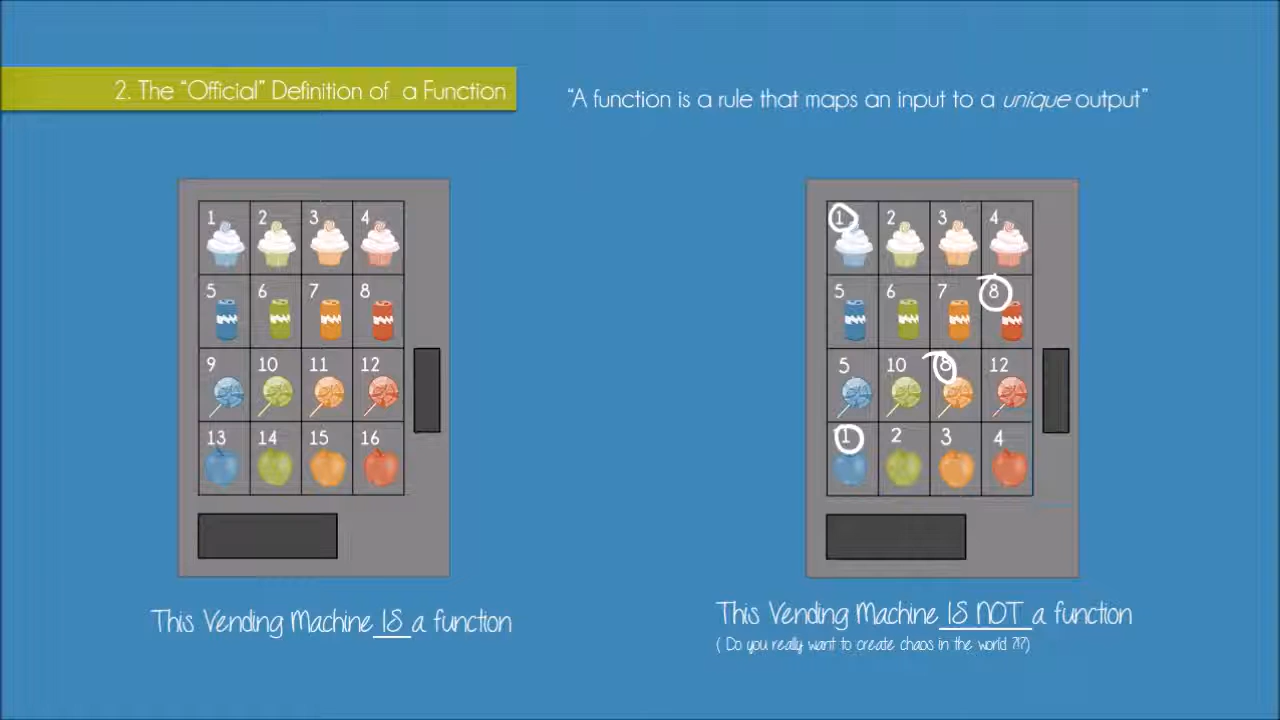 2. The “Official” Definition of a Function
“A function is a rule that maps an input to a unique output”
1 2 3 4
5 6 7 8
9 10 11 12
13 14 15 16
This Vending Machine IS a function
1 2 3 4
5 6 7 8
5 10 8 12
1 2 3 4
This Vending Machine IS NOT a function
( Do you really want to create chaos in the world ?!?)